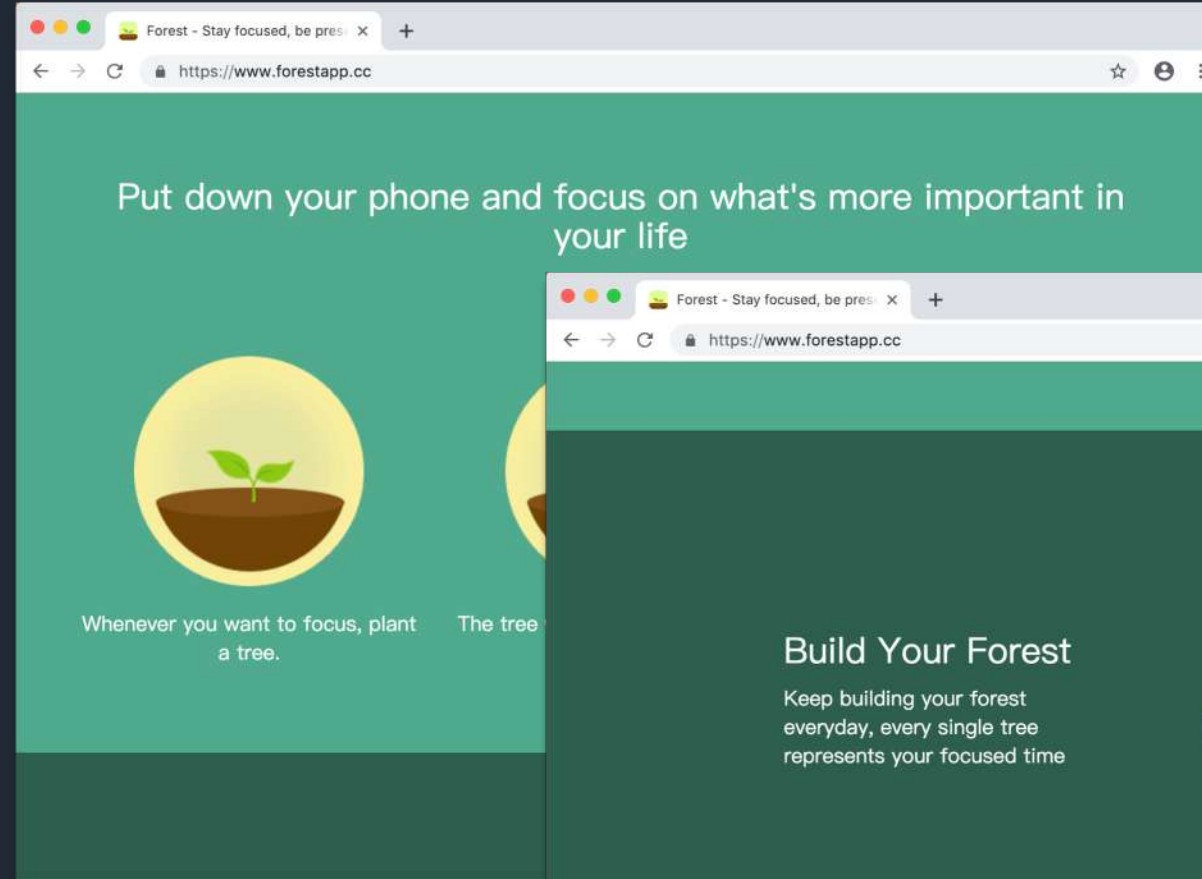 Forest - Stay focused, be pres
https://www.forestapp.cc
Put down your phone and focus on what's more important in
your life
Whenever you want to focus, plant
a tree.
The tree
Forest - Stay focused, be pres
https://www.forestapp.cc
Build Your Forest
Keep building your forest
everyday, every single tree
represents your focused time